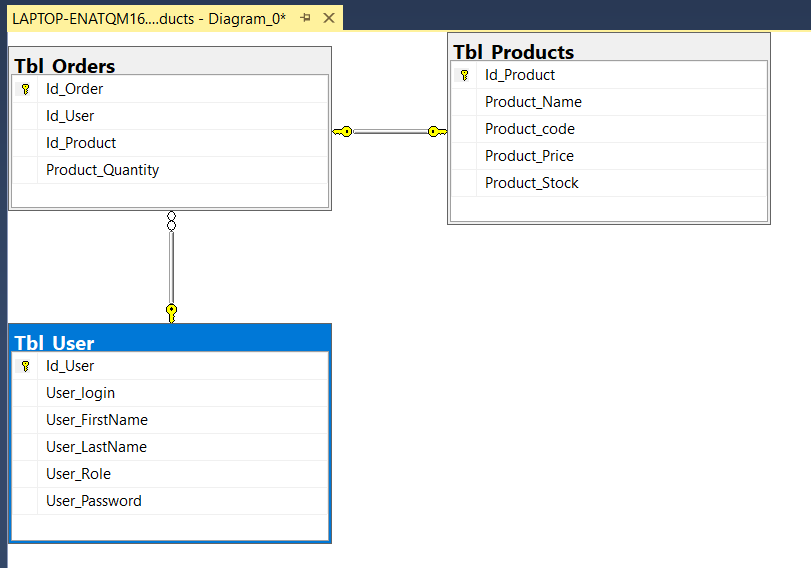 LAPTOP-ENATQM16....ducts - Diagram_0*
Tbl_Orders
Id_Order
Id_User
Id_Product
Product_Quantity
Tbl_Products
Id_Product
Product_Name
Product_code
Product_Price
Product_Stock
Tbl_User
Id_User
User_login
User_FirstName
User_LastName
User_Role
User_Password